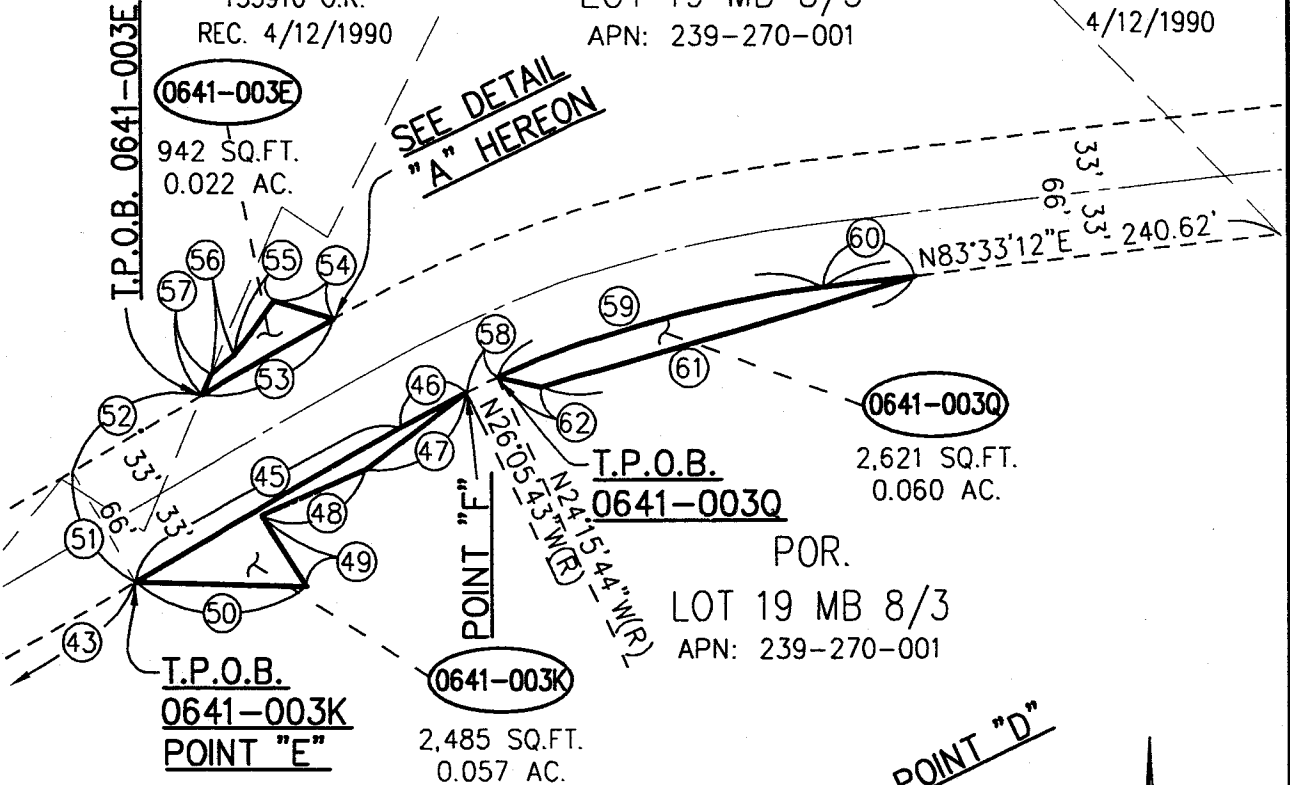 REC. 4/12/1990
LOT 19 MB 8/3
APN: 239-270-001
4/12/1990
T.P.O.B. 0641-003E
0641-003E
942 SQ.FT.
0.022 AC.
SEE DETAIL
"A" HEREON
33'
66'
33'
N83°33'12"E 240.62'
60
56
55
54
57
59
58
53
46
61
52
62
0641-003Q
2,621 SQ.FT.
0.060 AC.
47
45
33'
66'
33'
N26°05'43"W(R)
N24°15'44"W(R)
T.P.O.B.
0641-003Q
48
51
49
POINT "F"
POR.
LOT 19 MB 8/3
APN: 239-270-001
50
43
T.P.O.B.
0641-003K
POINT "E"
0641-003K
2,485 SQ.FT.
0.057 AC.
POINT "D"